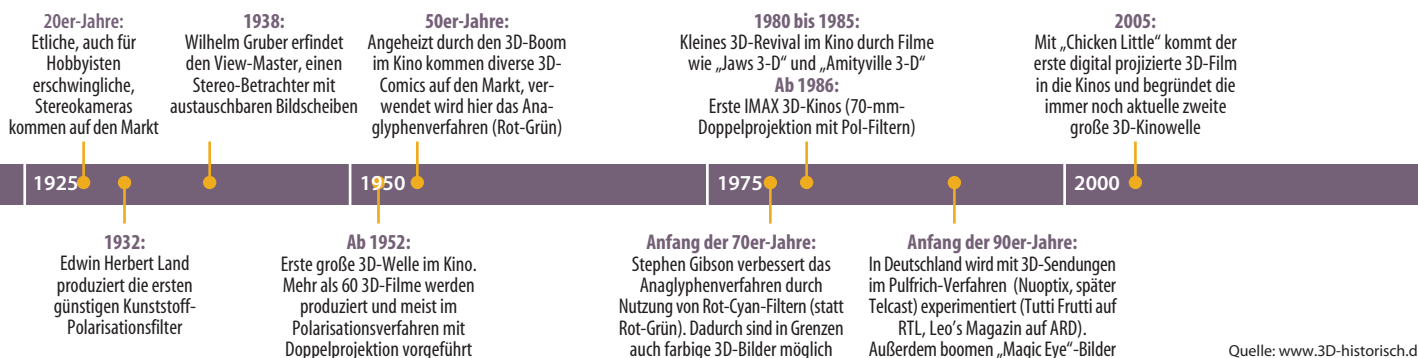 20er-Jahre:
Etliche, auch für
Hobbyisten
erschwingliche,
Stereokameras
kommen auf den Markt
1938:
Wilhelm Gruber erfindet
den View-Master, einen
Stereo-Betrachter mit
austauschbaren Bildscheiben
50er-Jahre:
Angeheizt durch den 3D-Boom
im Kino kommen diverse 3D-
Comics auf den Markt, ver-
wendet wird hier das Ana-
glyphenverfahren (Rot-Grün)
1980 bis 1985:
Kleines 3D-Revival im Kino durch Filme
wie „Jaws 3-D“ und „Amityville 3-D“
Ab 1986:
Erste IMAX 3D-Kinos (70-mm-
Doppelprojektion mit Pol-Filtern)
2005:
Mit „Chicken Little“ kommt der
erste digital projizierte 3D-Film
in die Kinos und begründet die
immer noch aktuelle zweite
große 3D-Kinowelle
1925
1950
1975
2000
1932:
Edwin Herbert Land
produziert die ersten
günstigen Kunststoff-
Polarisationsfilter
Ab 1952:
Erste große 3D-Welle im Kino.
Mehr als 60 3D-Filme werden
produziert und meist im
Polarisationsverfahren mit
Doppelprojektion vorgeführt
Anfang der 70er-Jahre:
Stephen Gibson verbessert das
Anaglyphenverfahren durch
Nutzung von Rot-Cyan-Filtern (statt
Rot-Grün). Dadurch sind in Grenzen
auch farbige 3D-Bilder möglich
Anfang der 90er-Jahre:
In Deutschland wird mit 3D-Sendungen
im Pulfrich-Verfahren (Nuoptix, später
Telcast) experimentiert (Tutti Frutti auf
RTL, Leo’s Magazin auf ARD).
Außerdem boomen „Magic Eye“-Bilder
Quelle: www.3D-historisch.d